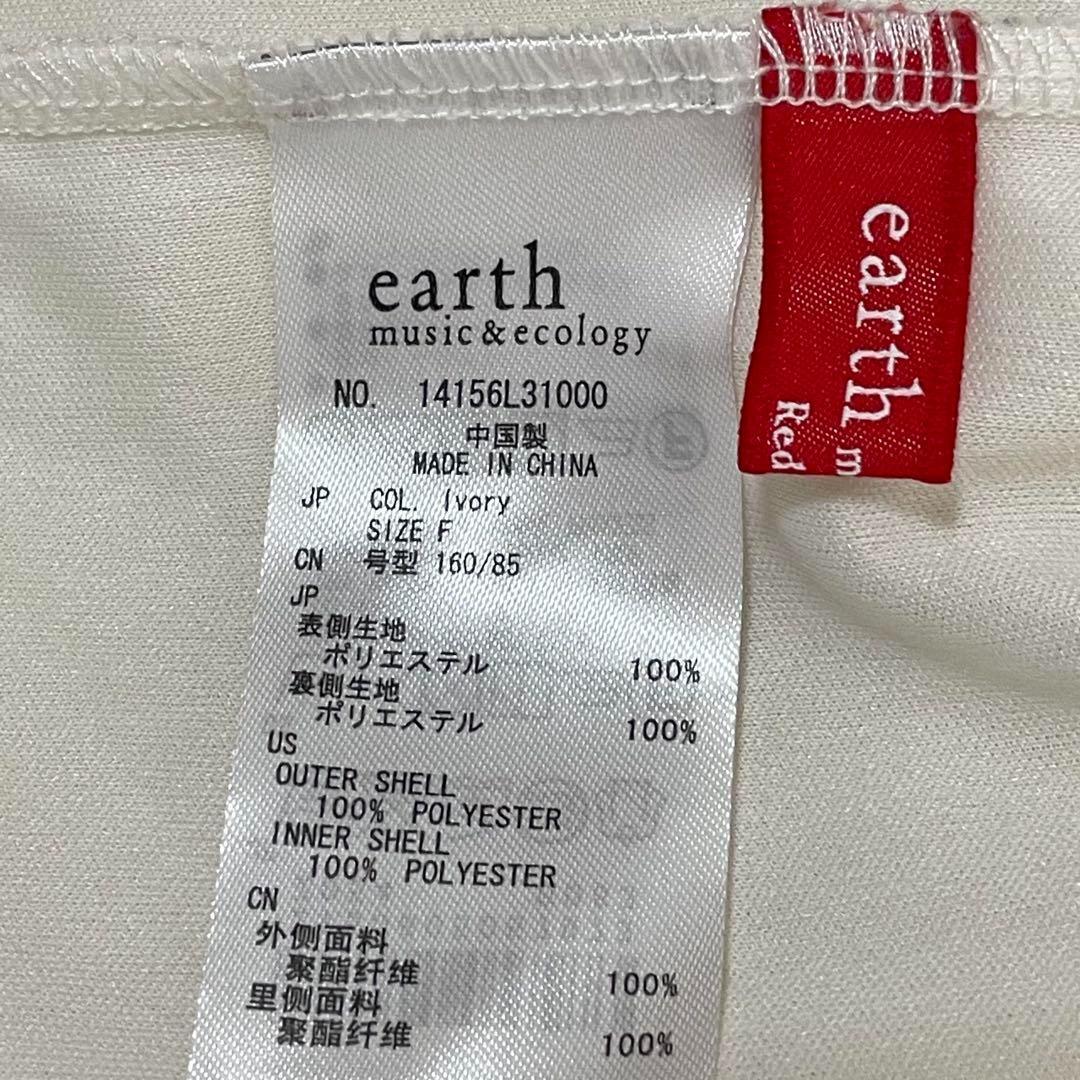 earth
music&ecology
NO. 14156L31000
中国製
MADE IN CHINA
JP COL. Ivory
SIZE F
CN 号型 160/85
JP
表側生地
ポリエステル 100%
裏側生地
ポリエステル 100%
US
OUTER SHELL
100% POLYESTER
INNER SHELL
100% POLYESTER
CN
外侧面料
聚酯纤维 100%
里侧面料
聚酯纤维 100%
earth m
Red